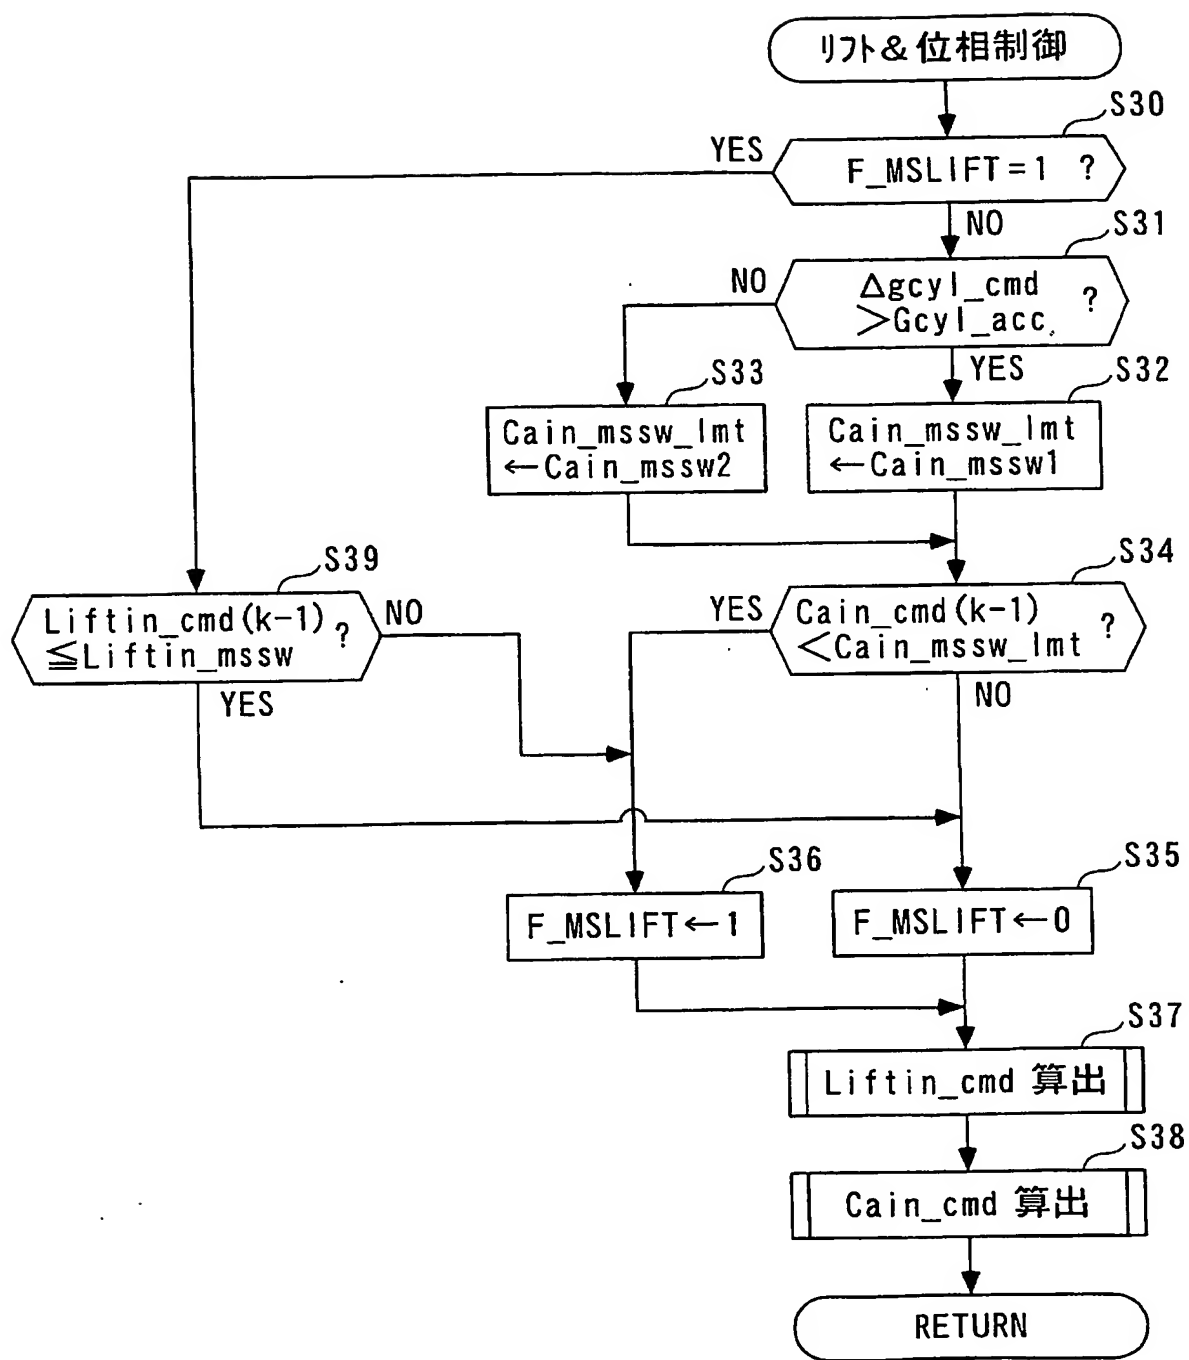 リフト&位相制御
S30
YES
F_MSLIFT=1 ?
NO
S31
NO
Δgcyl_cmd
>Gcyl_acc ?
YES
S33
S32
Cain_mssw_lmt
←Cain_mssw2
Cain_mssw_lmt
←Cain_mssw1
S39
S34
Liftin_cmd(k-1)
≦Liftin_mssw ?
NO
YES
YES
Cain_cmd(k-1)
<Cain_mssw_lmt ?
NO
S36
S35
F_MSLIFT←1
F_MSLIFT←0
S37
Liftin_cmd 算出
S38
Cain_cmd 算出
RETURN